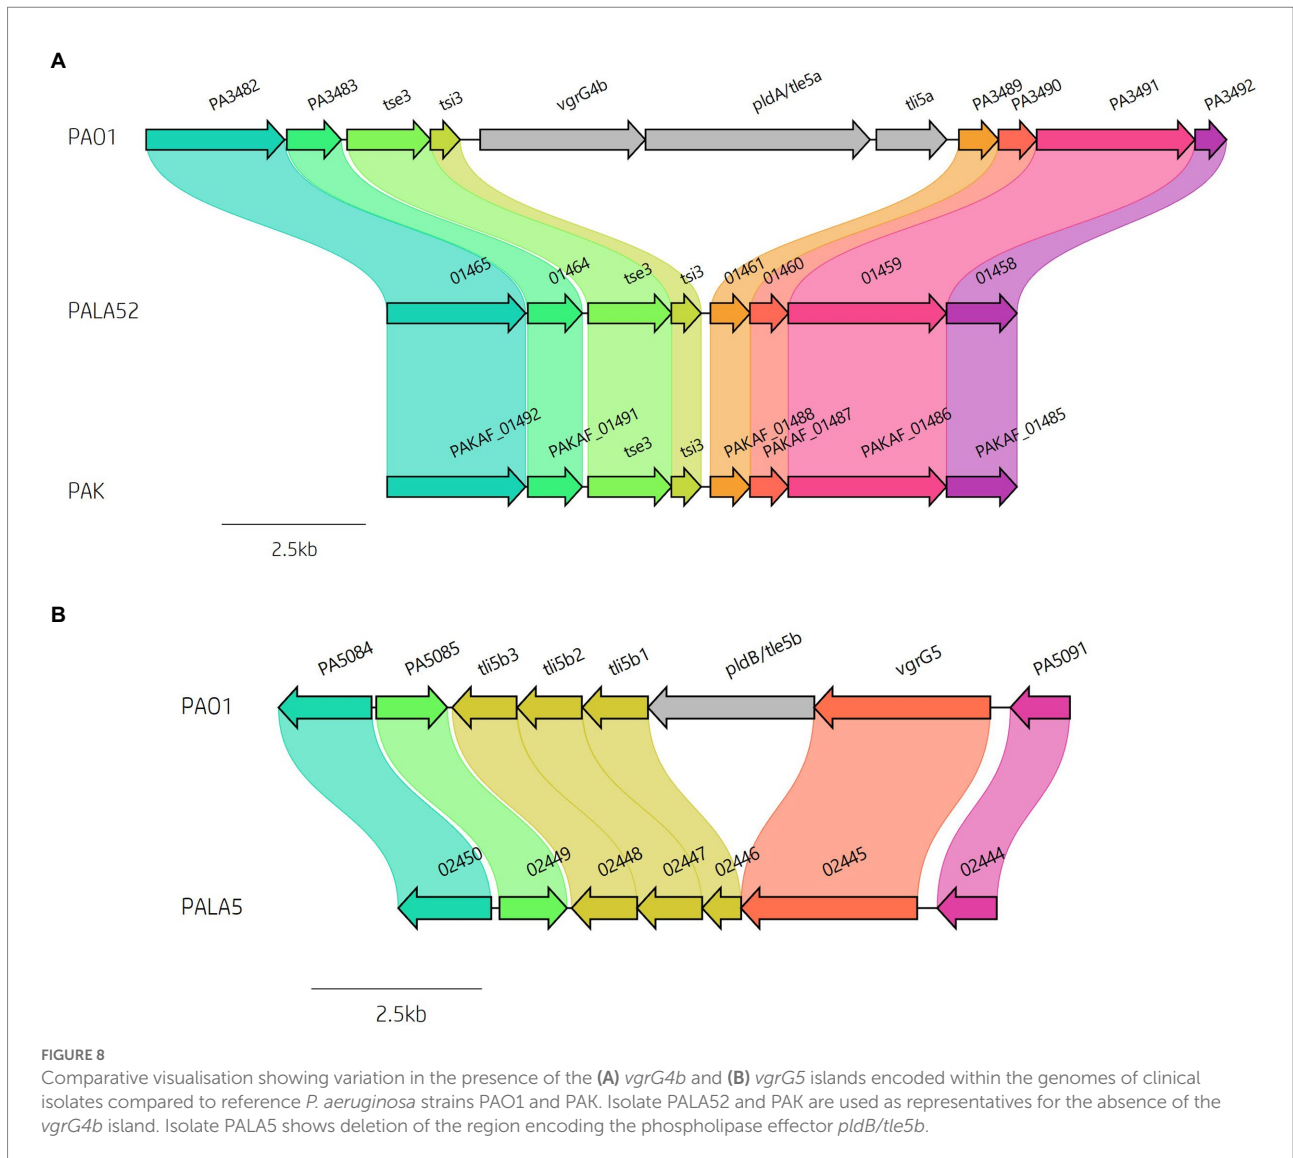 A
PA3482 PA3483 tse3 tsi3 vgrG4b pldA/tle5a tli5a PA3489 PA3490 PA3491 PA3492
PAO1
01465 01464 tse3 tsi3 01461 01460 01459 01458
PALA52
PAKAF_01492 PAKAF_01491 tse3 tsi3 PAKAF_01488 PAKAF_01487 PAKAF_01486 PAKAF_01485
PAK
2.5kb
B
PA5084 PA5085 tli5b3 tli5b2 tli5b1 pldB/tle5b vgrG5 PA5091
PAO1
02450 02449 02448 02447 02446 02445 02444
PALA5
2.5kb
FIGURE 8
Comparative visualisation showing variation in the presence of the (A) vgrG4b and (B) vgrG5 islands encoded within the genomes of clinical
isolates compared to reference P. aeruginosa strains PAO1 and PAK. Isolate PALA52 and PAK are used as representatives for the absence of the
vgrG4b island. Isolate PALA5 shows deletion of the region encoding the phospholipase effector pldB/tle5b.